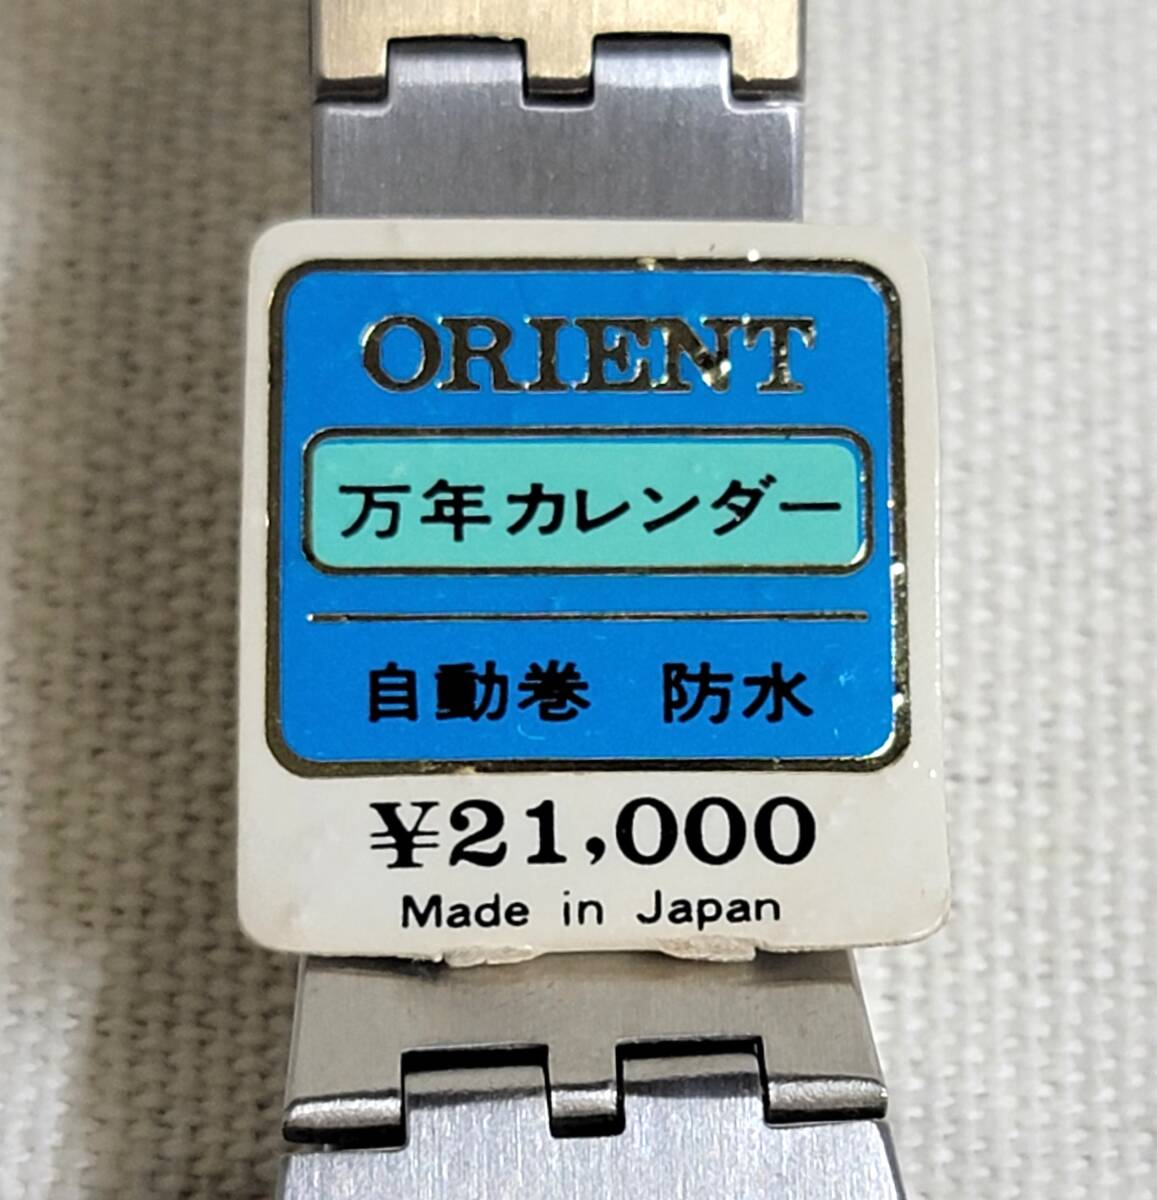 ORIENT
万年カレンダー
自動巻 防水
¥21,000
Made in Japan